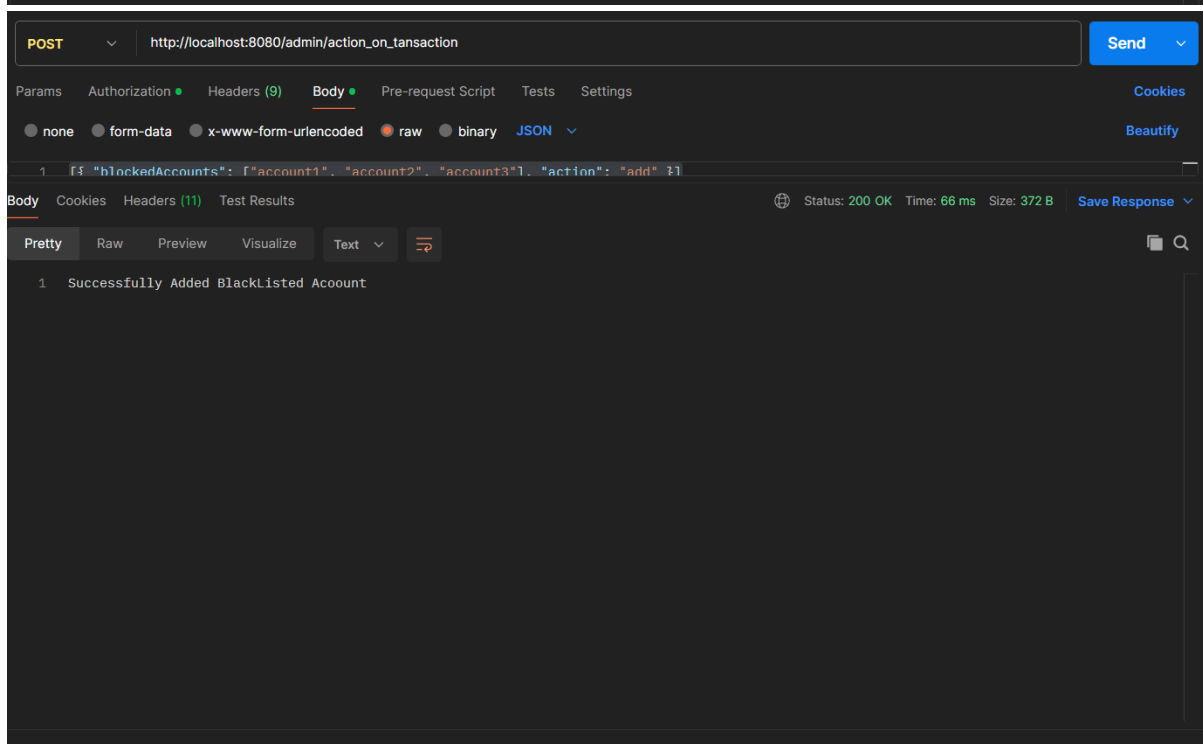 POST http://localhost:8080/admin/action_on_tansaction Send
Params Authorization Headers (9) Body Pre-request Script Tests Settings Cookies
none form-data x-www-form-urlencoded raw binary JSON Beautify
1 [{ "blockedAccounts": ["account1", "account2", "account3"], "action": "add" }]
Body Cookies Headers (11) Test Results Status: 200 OK Time: 66 ms Size: 372 B Save Response
Pretty Raw Preview Visualize Text
1 Successfully Added BlackListed Acoount